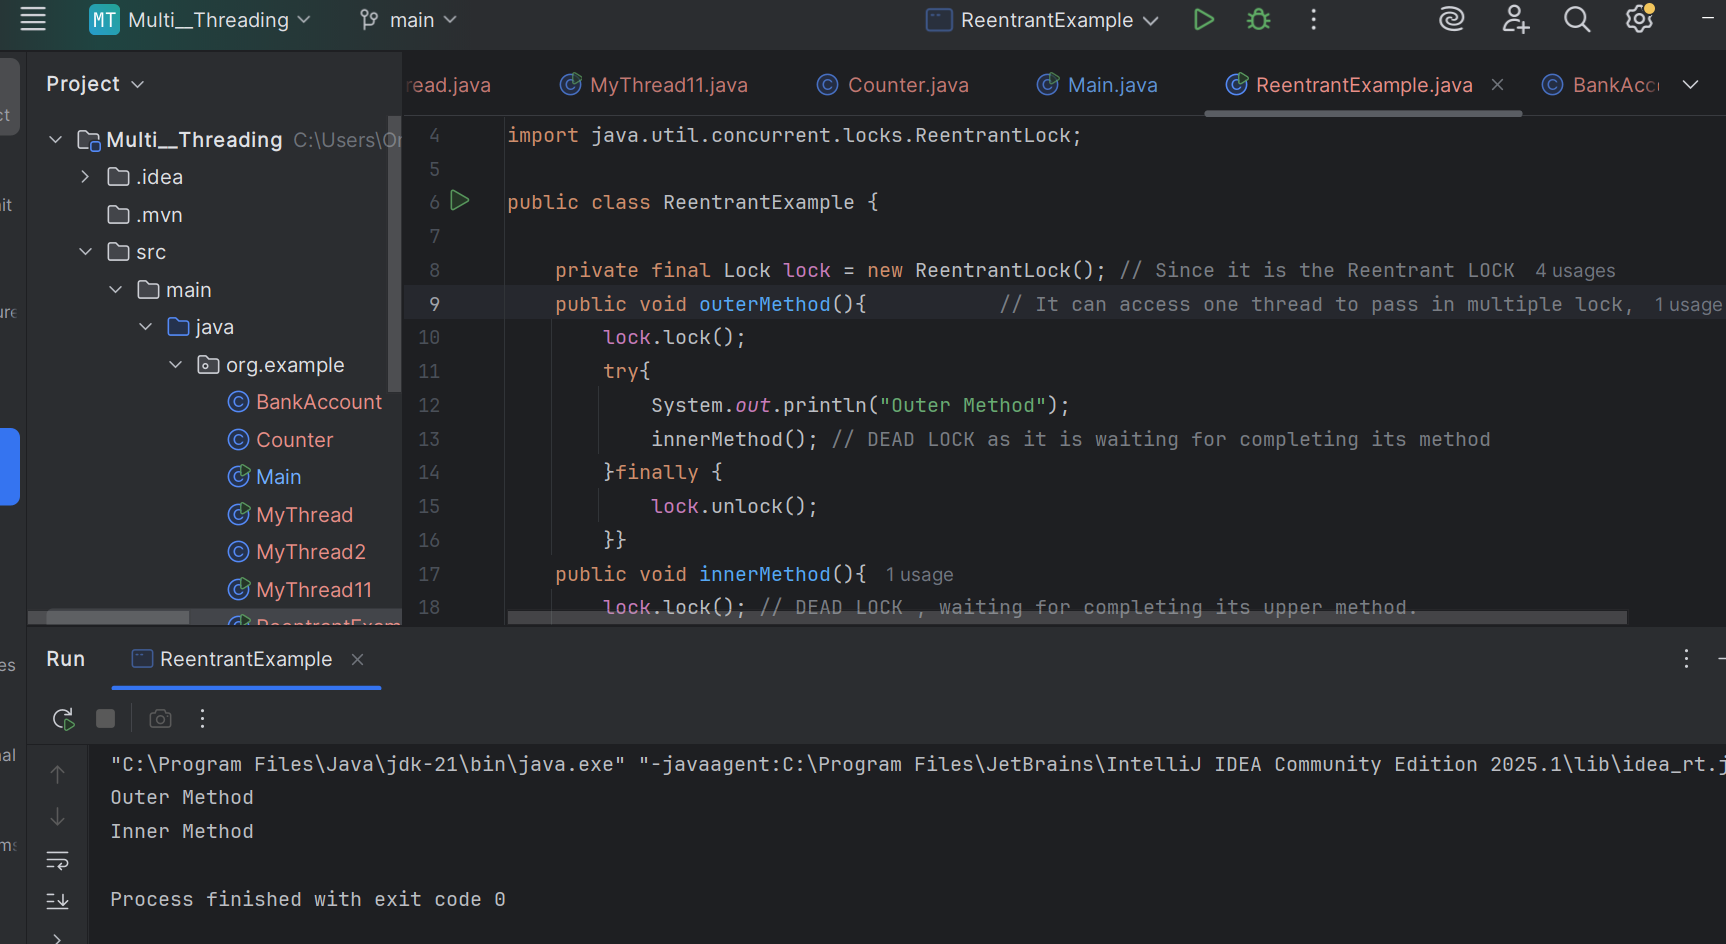 MT Multi__Threading main ReentrantExample
Project
read.java MyThread11.java Counter.java Main.java ReentrantExample.java BankAcco
Multi__Threading C:\Users\Or
.idea
.mvn
src
main
java
org.example
BankAccount
Counter
Main
MyThread
MyThread2
MyThread11
ReentrantExam
4 import java.util.concurrent.locks.ReentrantLock;
5
6 public class ReentrantExample {
7
8 private final Lock lock = new ReentrantLock(); // Since it is the Reentrant LOCK 4 usages
9 public void outerMethod(){ // It can access one thread to pass in multiple lock, 1 usage
10 lock.lock();
11 try{
12 System.out.println("Outer Method");
13 innerMethod(); // DEAD LOCK as it is waiting for completing its method
14 }finally {
15 lock.unlock();
16 }}
17 public void innerMethod(){ 1 usage
18 lock.lock(); // DEAD LOCK , waiting for completing its upper method.
Run ReentrantExample
"C:\Program Files\Java\jdk-21\bin\java.exe" "-javaagent:C:\Program Files\JetBrains\IntelliJ IDEA Community Edition 2025.1\lib\idea_rt.j
Outer Method
Inner Method
Process finished with exit code 0